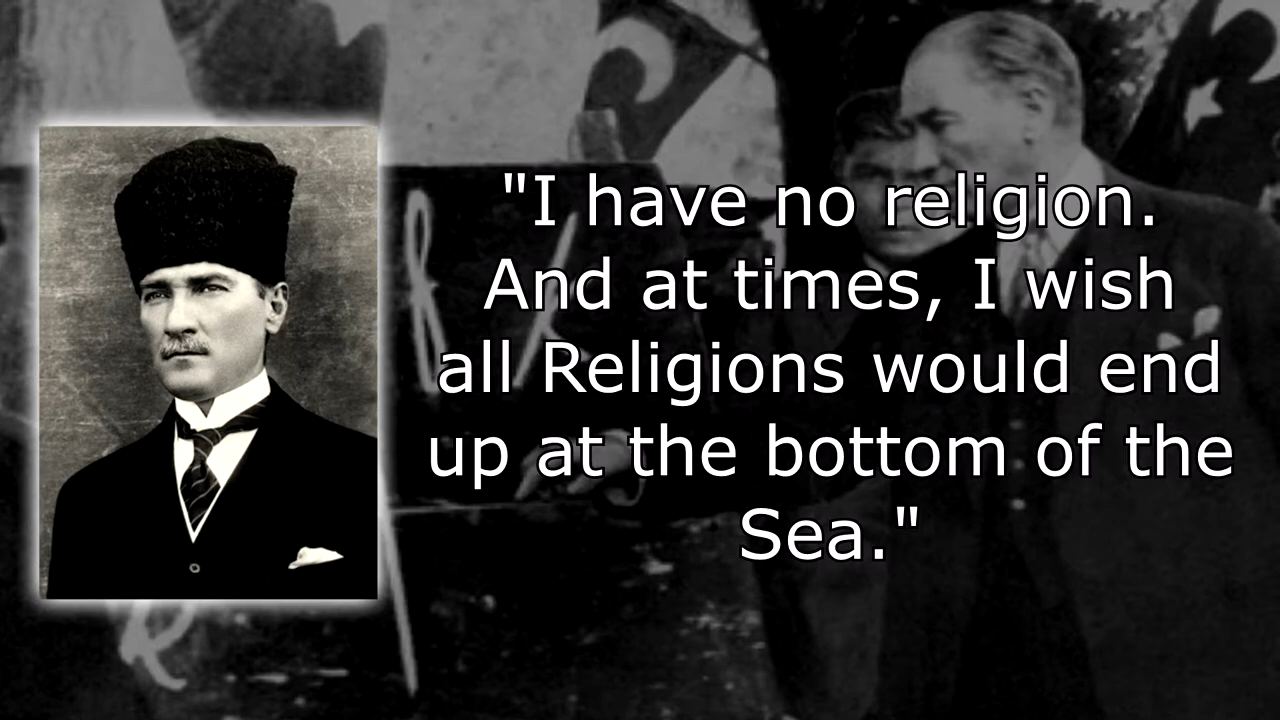 "I have no religion.
And at times, I wish
all Religions would end
up at the bottom of the
Sea."